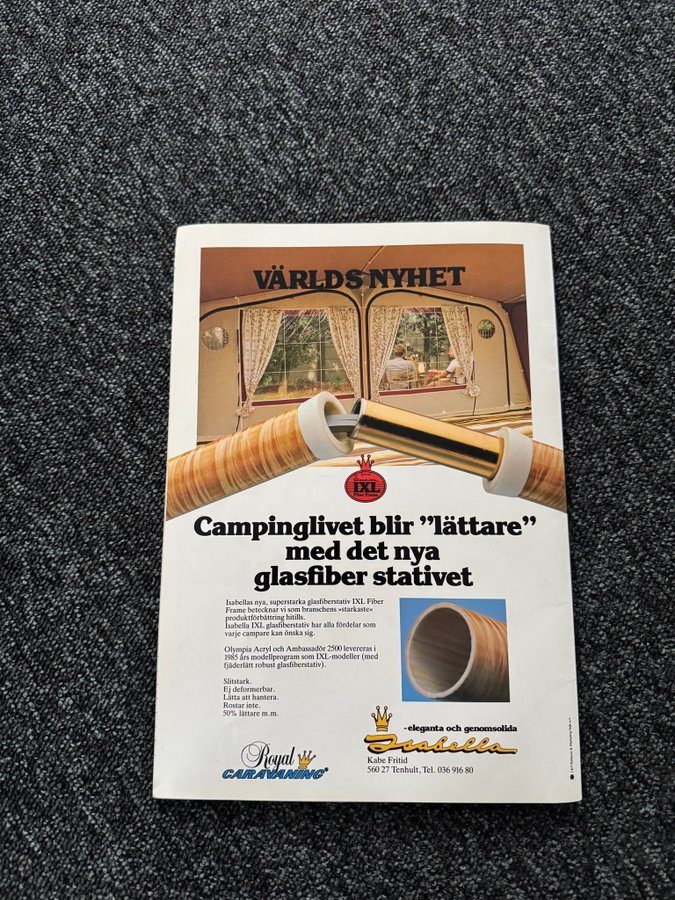 VÄRLDS NYHET
IXL
Fiber Frame
Campinglivet blir ”lättare”
med det nya
glasfiber stativet
Isabellas nya, superstarka glasfiberstativ IXL Fiber
Frame betecknar vi som branschens »starkaste«
produktförbättring hitills.
Isabella IXL glasfiberstativ har alla fördelar som
varje campare kan önska sig.
Olympia Acryl och Ambassadör 2500 levereras i
1985 års modellprogram som IXL-modeller (med
fjäderlätt robust glasfiberstativ).
Slitstark.
Ej deformerbar.
Lätta att hantera.
Rostar inte.
50% lättare m.m.
-eleganta och genomsolida
Isabella
Kabe Fritid
560 27 Tenhult, Tel. 036 916 80
Royal
CARAVANING